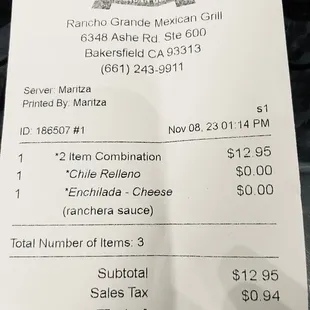 Rancho Grande Mexican Grill
6348 Ashe Rd. Ste 600
Bakersfield CA 93313
(661) 243-9911
Server: Maritza
Printed By: Maritza
s1
ID: 186507 #1 Nov 08, 23 01:14 PM
1 *2 Item Combination $12.95
1 *Chile Relleno $0.00
1 *Enchilada - Cheese $0.00
(ranchera sauce)
Total Number of Items: 3
Subtotal $12.95
Sales Tax $0.94